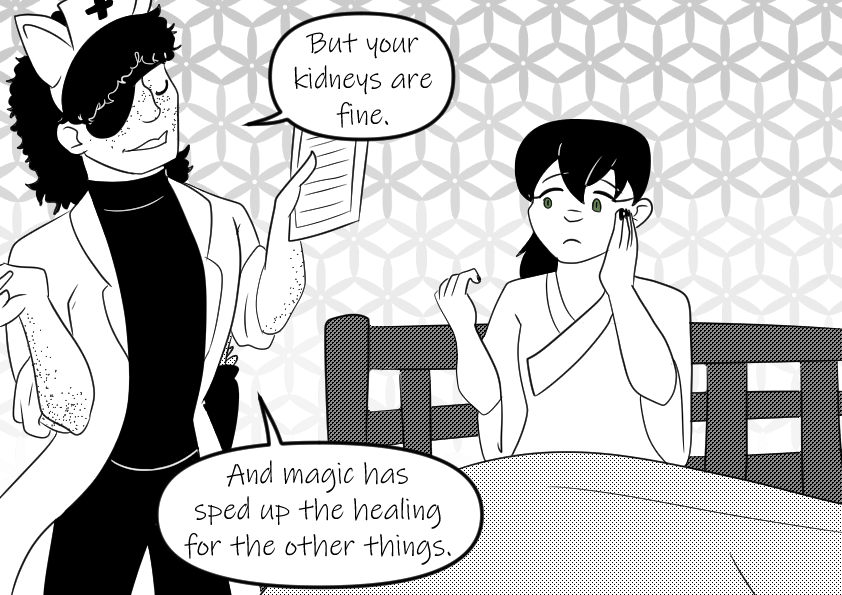 But your
kidneys are
fine.
And magic has
sped up the healing
for the other things.